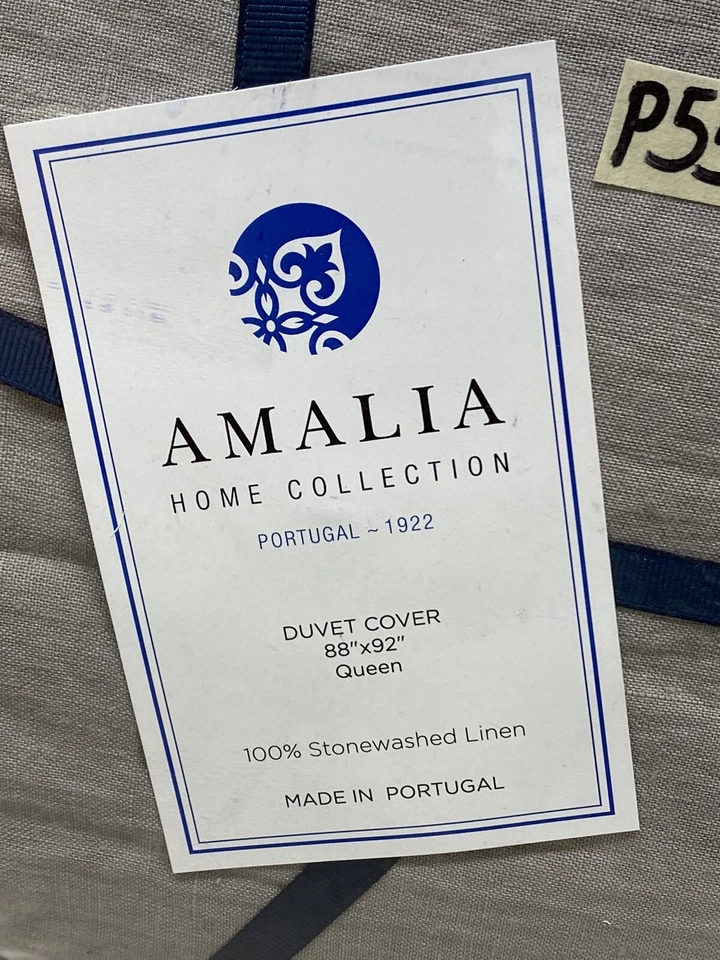 AMALIA
HOME COLLECTION
PORTUGAL ~ 1922
DUVET COVER
88"x92"
Queen
100% Stonewashed Linen
MADE IN PORTUGAL